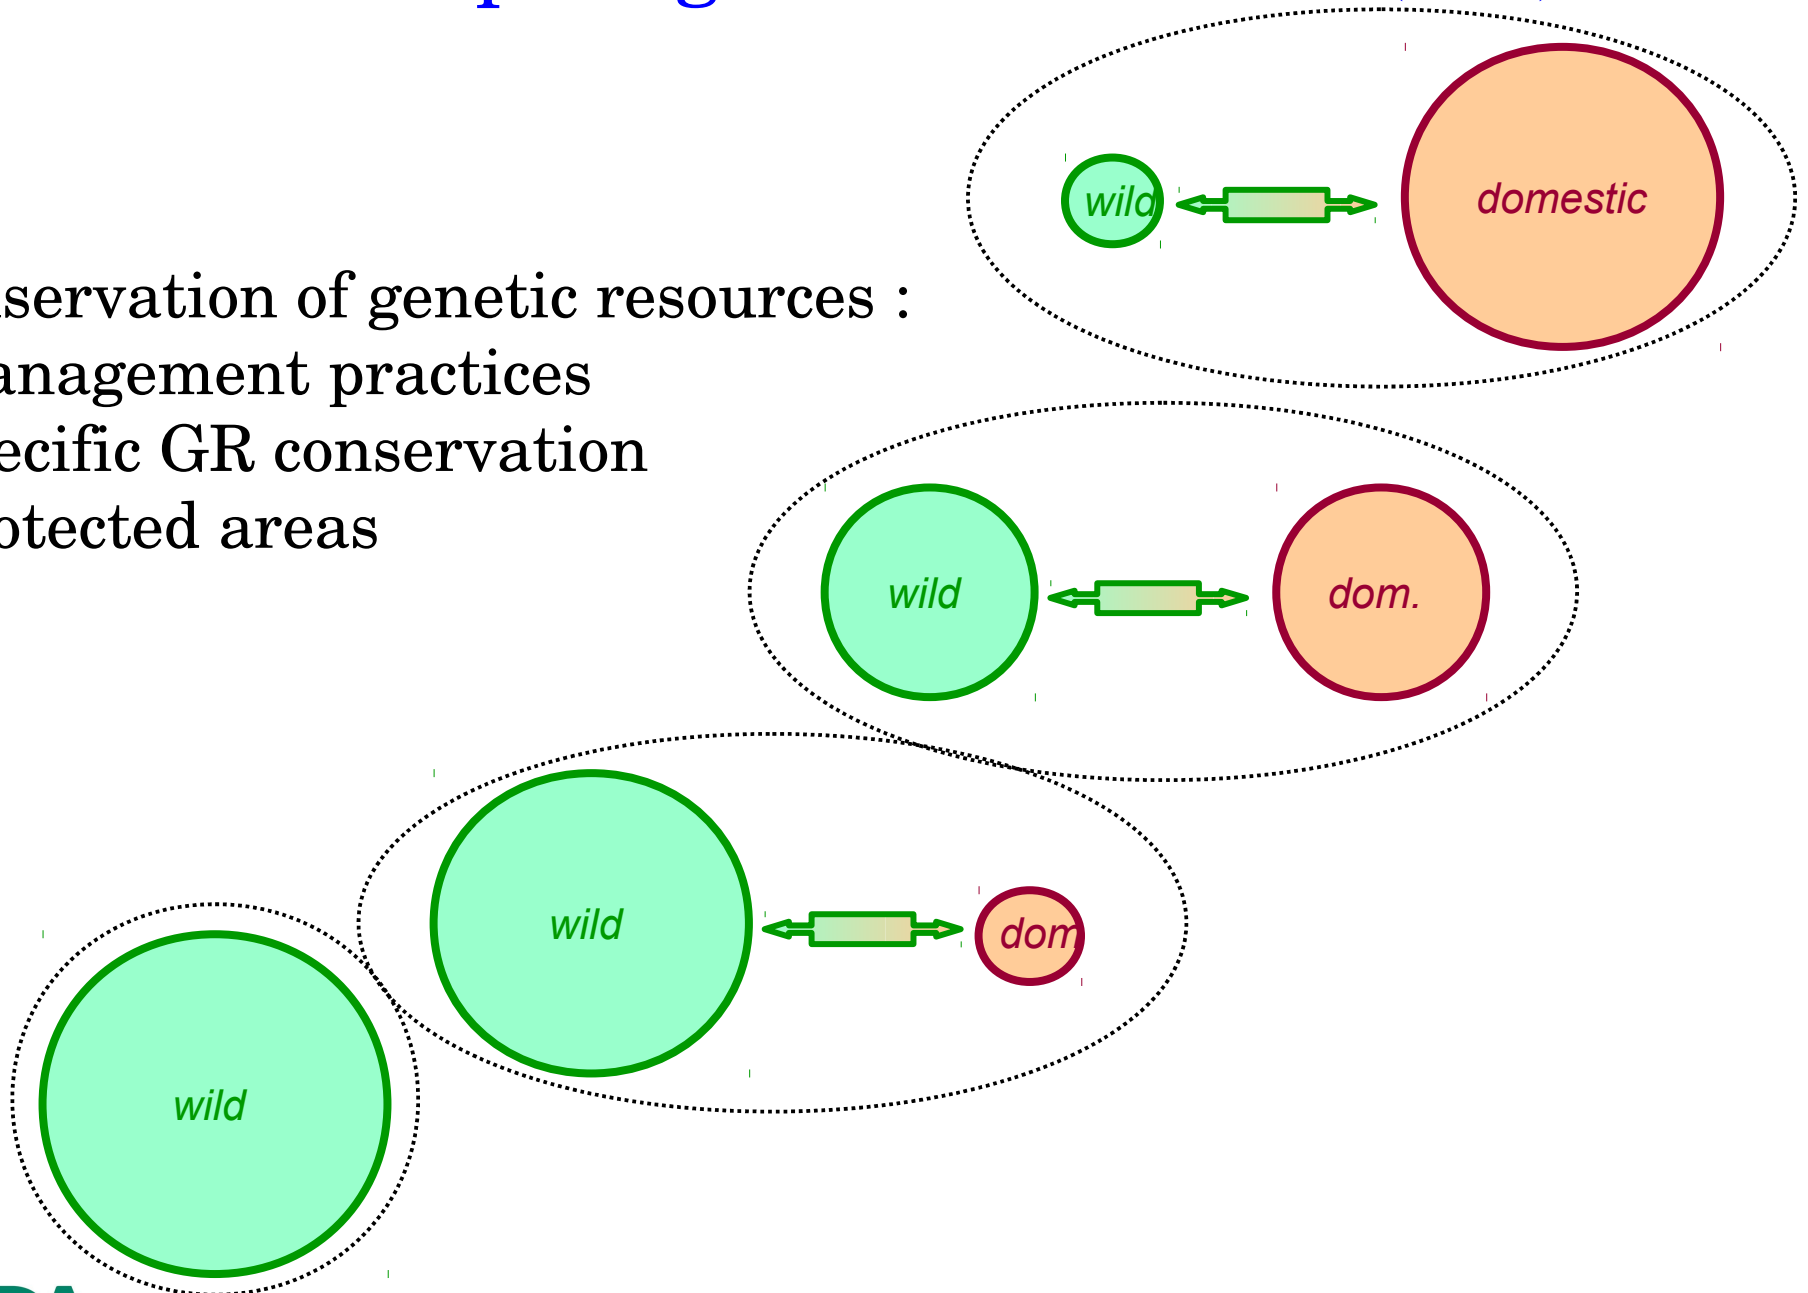 wild
domestic
servation of genetic resources :
anagement practices
ecific GR conservation
otected areas
wild
dom.
wild
dom
wild